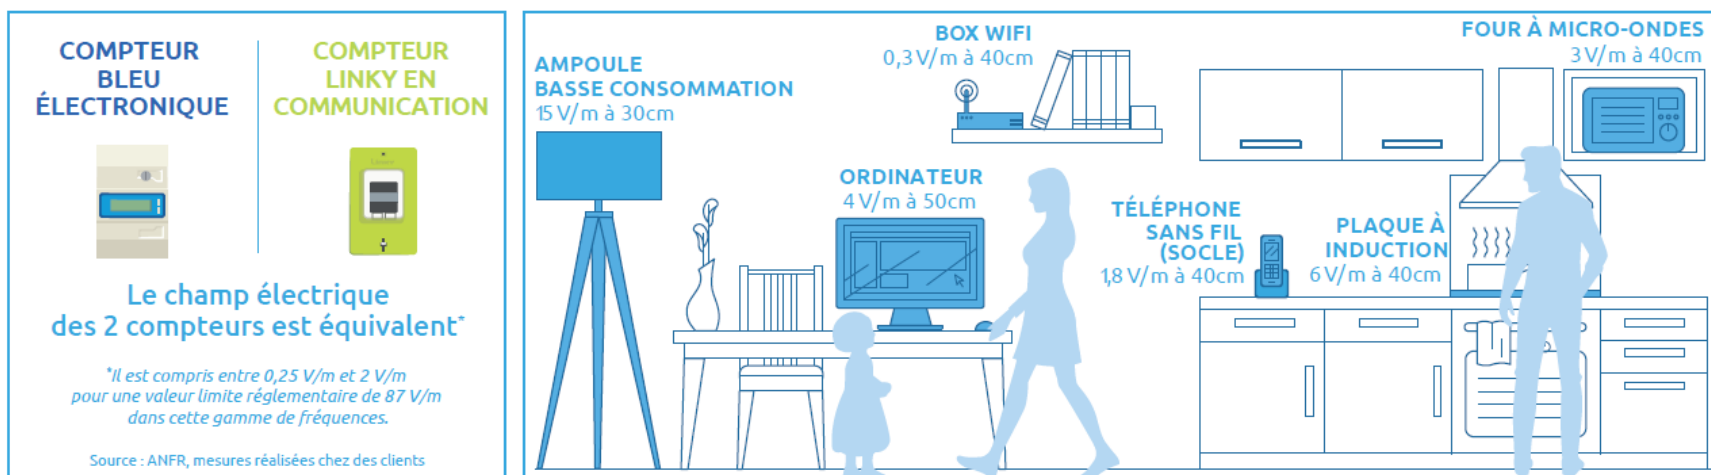 COMPTEUR
BLEU
ÉLECTRONIQUE
COMPTEUR
LINKY EN
COMMUNICATION
Linky
Le champ électrique
des 2 compteurs est équivalent*
*Il est compris entre 0,25 V/m et 2 V/m
pour une valeur limite réglementaire de 87 V/m
dans cette gamme de fréquences.
Source : ANFR, mesures réalisées chez des clients
AMPOULE
BASSE CONSOMMATION
15 V/m à 30cm
BOX WIFI
0,3 V/m à 40cm
FOUR À MICRO-ONDES
3 V/m à 40cm
ORDINATEUR
4 V/m à 50cm
TÉLÉPHONE
SANS FIL
(SOCLE)
1,8 V/m à 40cm
PLAQUE À
INDUCTION
6 V/m à 40cm